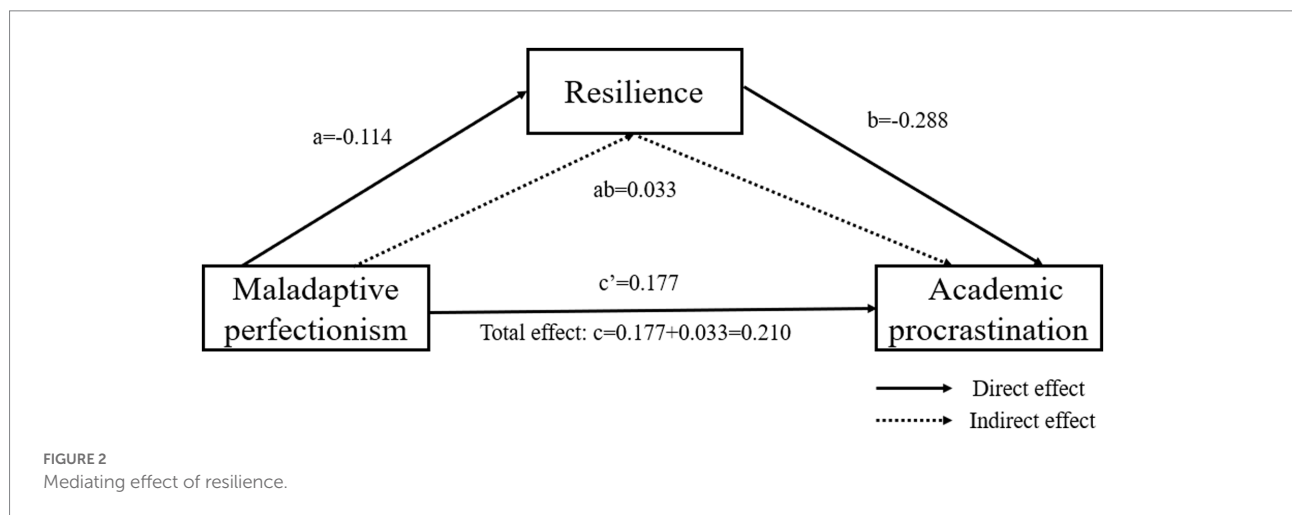 Resilience
a=-0.114
b=-0.288
ab=0.033
Maladaptive
perfectionism
c’=0.177
Total effect: c=0.177+0.033=0.210
Academic
procrastination
Direct effect
Indirect effect
FIGURE 2
Mediating effect of resilience.